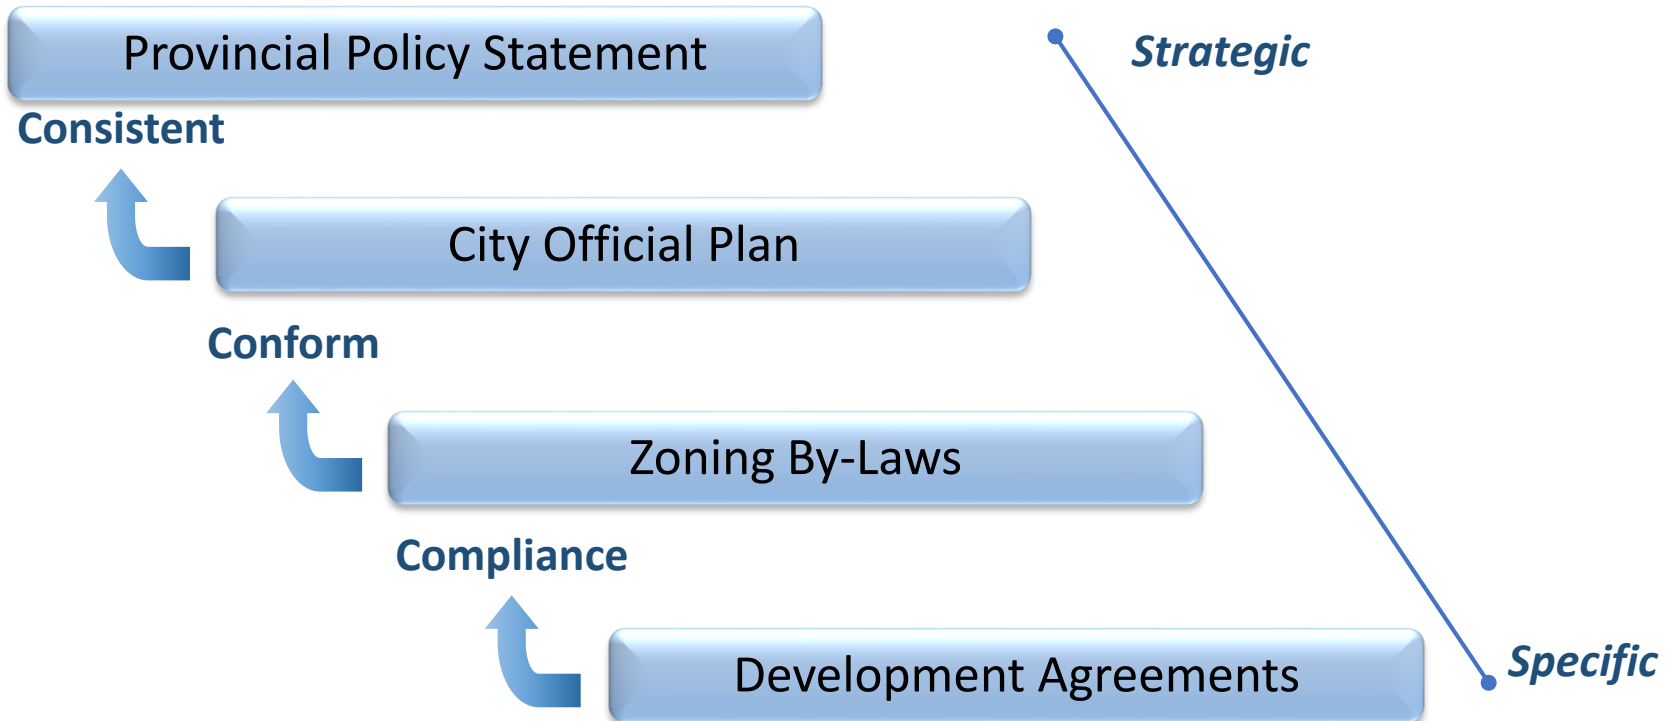 Provincial Policy Statement
Strategic
Consistent
City Official Plan
Conform
Zoning By-Laws
Compliance
Development Agreements
Specific